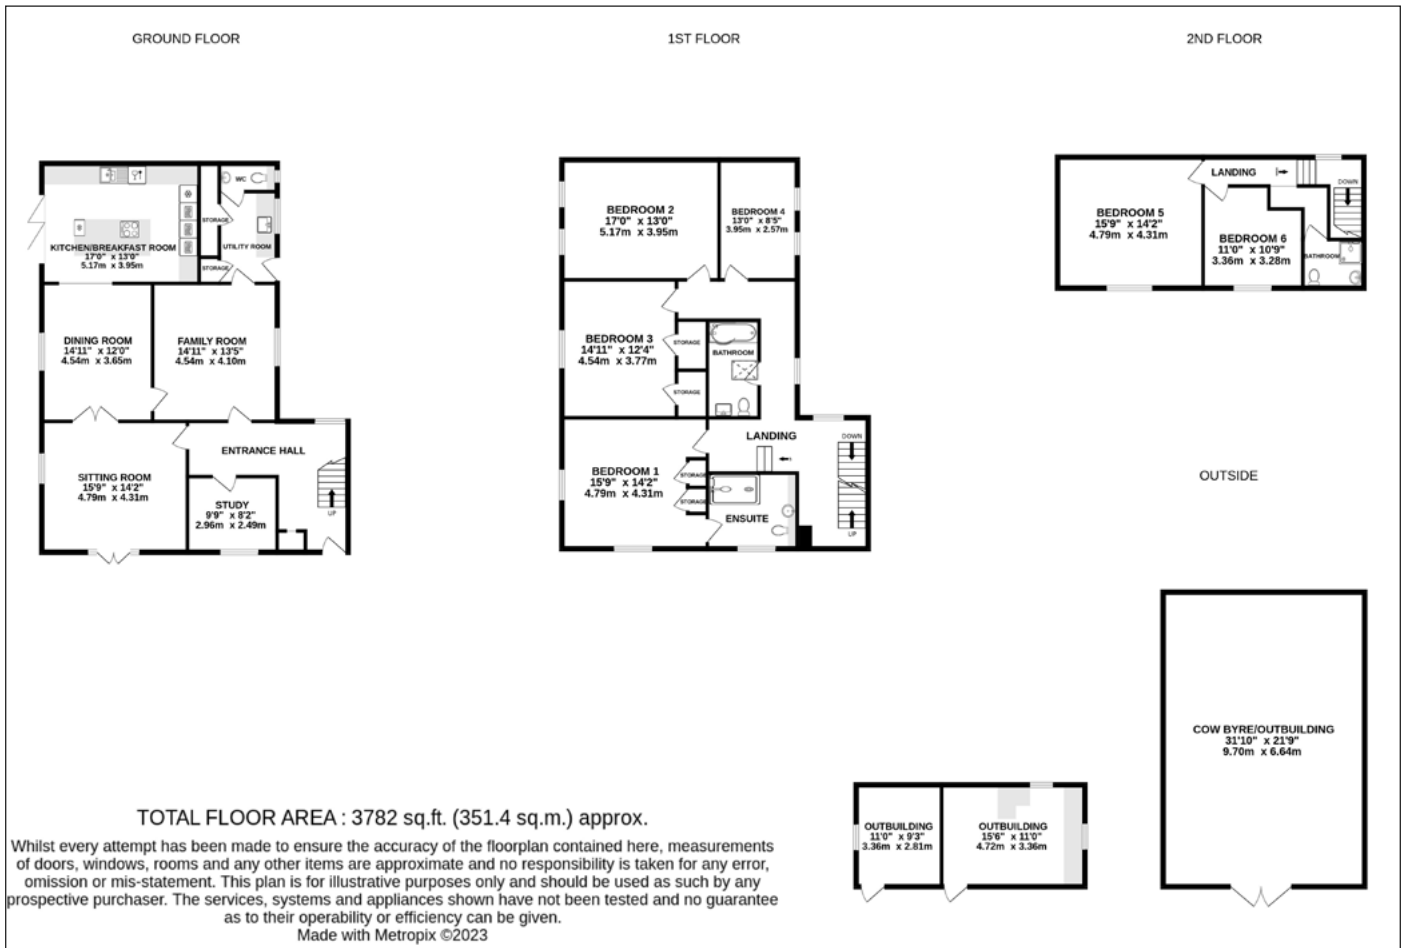 GROUND FLOOR
1ST FLOOR
2ND FLOOR
WC
STORAGE
UTILITY ROOM
KITCHEN/BREAKFAST ROOM
17'0" x 13'0"
5.17m x 3.95m
STORAGE
DINING ROOM
14'11" x 12'0"
4.54m x 3.65m
FAMILY ROOM
14'11" x 13'5"
4.54m x 4.10m
ENTRANCE HALL
SITTING ROOM
15'9" x 14'2"
4.79m x 4.31m
STUDY
9'9" x 8'2"
2.96m x 2.49m
UP
BEDROOM 2
17'0" x 13'0"
5.17m x 3.95m
BEDROOM 4
13'0" x 8'5"
3.95m x 2.57m
BEDROOM 3
14'11" x 12'4"
4.54m x 3.77m
STORAGE
BATHROOM
STORAGE
LANDING
DOWN
BEDROOM 1
15'9" x 14'2"
4.79m x 4.31m
STORAGE
STORAGE
ENSUITE
UP
LANDING
DOWN
BEDROOM 5
15'9" x 14'2"
4.79m x 4.31m
BEDROOM 6
11'0" x 10'9"
3.36m x 3.28m
BATHROOM
OUTSIDE
COW BYRE/OUTBUILDING
31'10" x 21'9"
9.70m x 6.64m
OUTBUILDING
11'0" x 9'3"
3.36m x 2.81m
OUTBUILDING
15'6" x 11'0"
4.72m x 3.36m
TOTAL FLOOR AREA : 3782 sq.ft. (351.4 sq.m.) approx.
Whilst every attempt has been made to ensure the accuracy of the floorplan contained here, measurements
of doors, windows, rooms and any other items are approximate and no responsibility is taken for any error,
omission or mis-statement. This plan is for illustrative purposes only and should be used as such by any
prospective purchaser. The services, systems and appliances shown have not been tested and no guarantee
as to their operability or efficiency can be given.
Made with Metropix ©2023